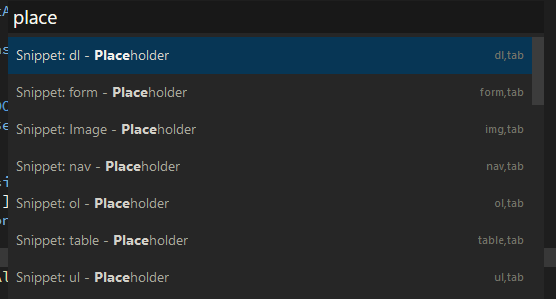 place
Snippet: dl - Placeholder dl,tab
Snippet: form - Placeholder form,tab
Snippet: Image - Placeholder img,tab
Snippet: nav - Placeholder nav,tab
Snippet: ol - Placeholder ol,tab
Snippet: table - Placeholder table,tab
Snippet: ul - Placeholder ul,tab